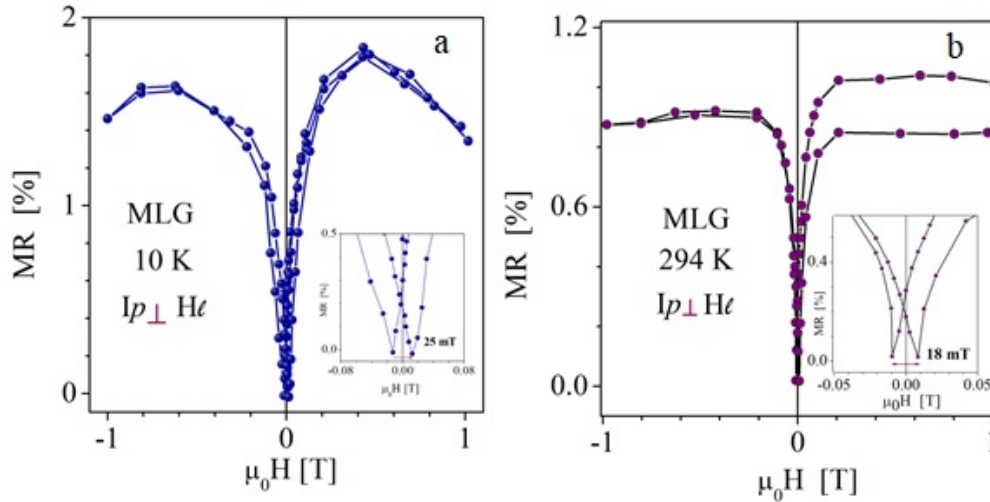 a
2
1
0
MR [%]
MLG
10 K
Ip⊥ Hℓ
0.5
0.0
MR [%]
25 mT
-0.08
0.00
0.08
μ₀H [T]
-1
0
1
μ₀H [T]
b
1.2
0.6
0.0
MR [%]
MLG
294 K
Ip⊥ Hℓ
0.4
0.0
MR [%]
18 mT
-0.05
0.00
0.05
μ₀H [T]
-1
0
1
μ₀H [T]